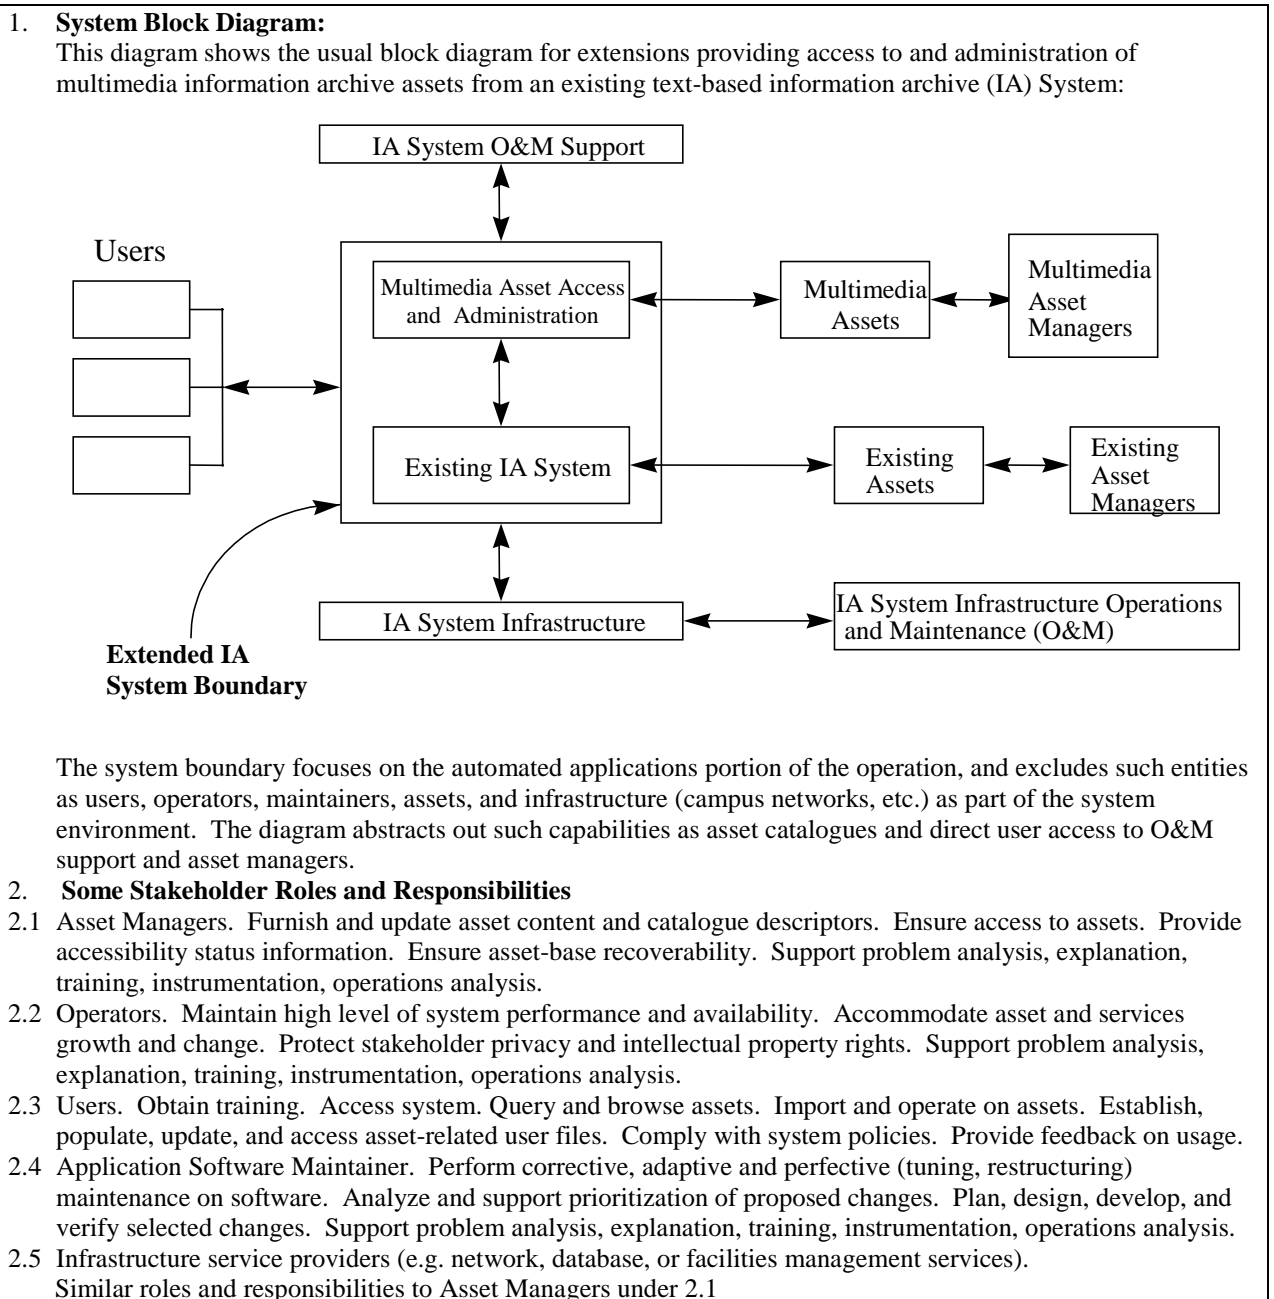 1. System Block Diagram:
This diagram shows the usual block diagram for extensions providing access to and administration of
multimedia information archive assets from an existing text-based information archive (IA) System:
IA System O&M Support
Users
Multimedia Asset Access
and Administration
Multimedia
Assets
Multimedia
Asset
Managers
Existing IA System
Existing
Assets
Existing
Asset
Managers
IA System Infrastructure
IA System Infrastructure Operations
and Maintenance (O&M)
Extended IA
System Boundary
The system boundary focuses on the automated applications portion of the operation, and excludes such entities
as users, operators, maintainers, assets, and infrastructure (campus networks, etc.) as part of the system
environment. The diagram abstracts out such capabilities as asset catalogues and direct user access to O&M
support and asset managers.
2. Some Stakeholder Roles and Responsibilities
2.1 Asset Managers. Furnish and update asset content and catalogue descriptors. Ensure access to assets. Provide
accessibility status information. Ensure asset-base recoverability. Support problem analysis, explanation,
training, instrumentation, operations analysis.
2.2 Operators. Maintain high level of system performance and availability. Accommodate asset and services
growth and change. Protect stakeholder privacy and intellectual property rights. Support problem analysis,
explanation, training, instrumentation, operations analysis.
2.3 Users. Obtain training. Access system. Query and browse assets. Import and operate on assets. Establish,
populate, update, and access asset-related user files. Comply with system policies. Provide feedback on usage.
2.4 Application Software Maintainer. Perform corrective, adaptive and perfective (tuning, restructuring)
maintenance on software. Analyze and support prioritization of proposed changes. Plan, design, develop, and
verify selected changes. Support problem analysis, explanation, training, instrumentation, operations analysis.
2.5 Infrastructure service providers (e.g. network, database, or facilities management services).
Similar roles and responsibilities to Asset Managers under 2.1